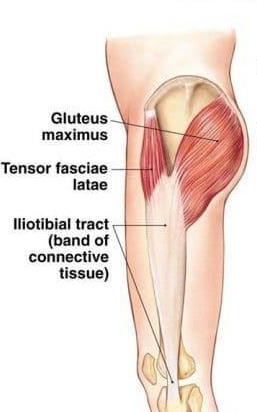 Gluteus
maximus
Tensor fasciae
latae
Iliotibial tract
(band of
connective
tissue)